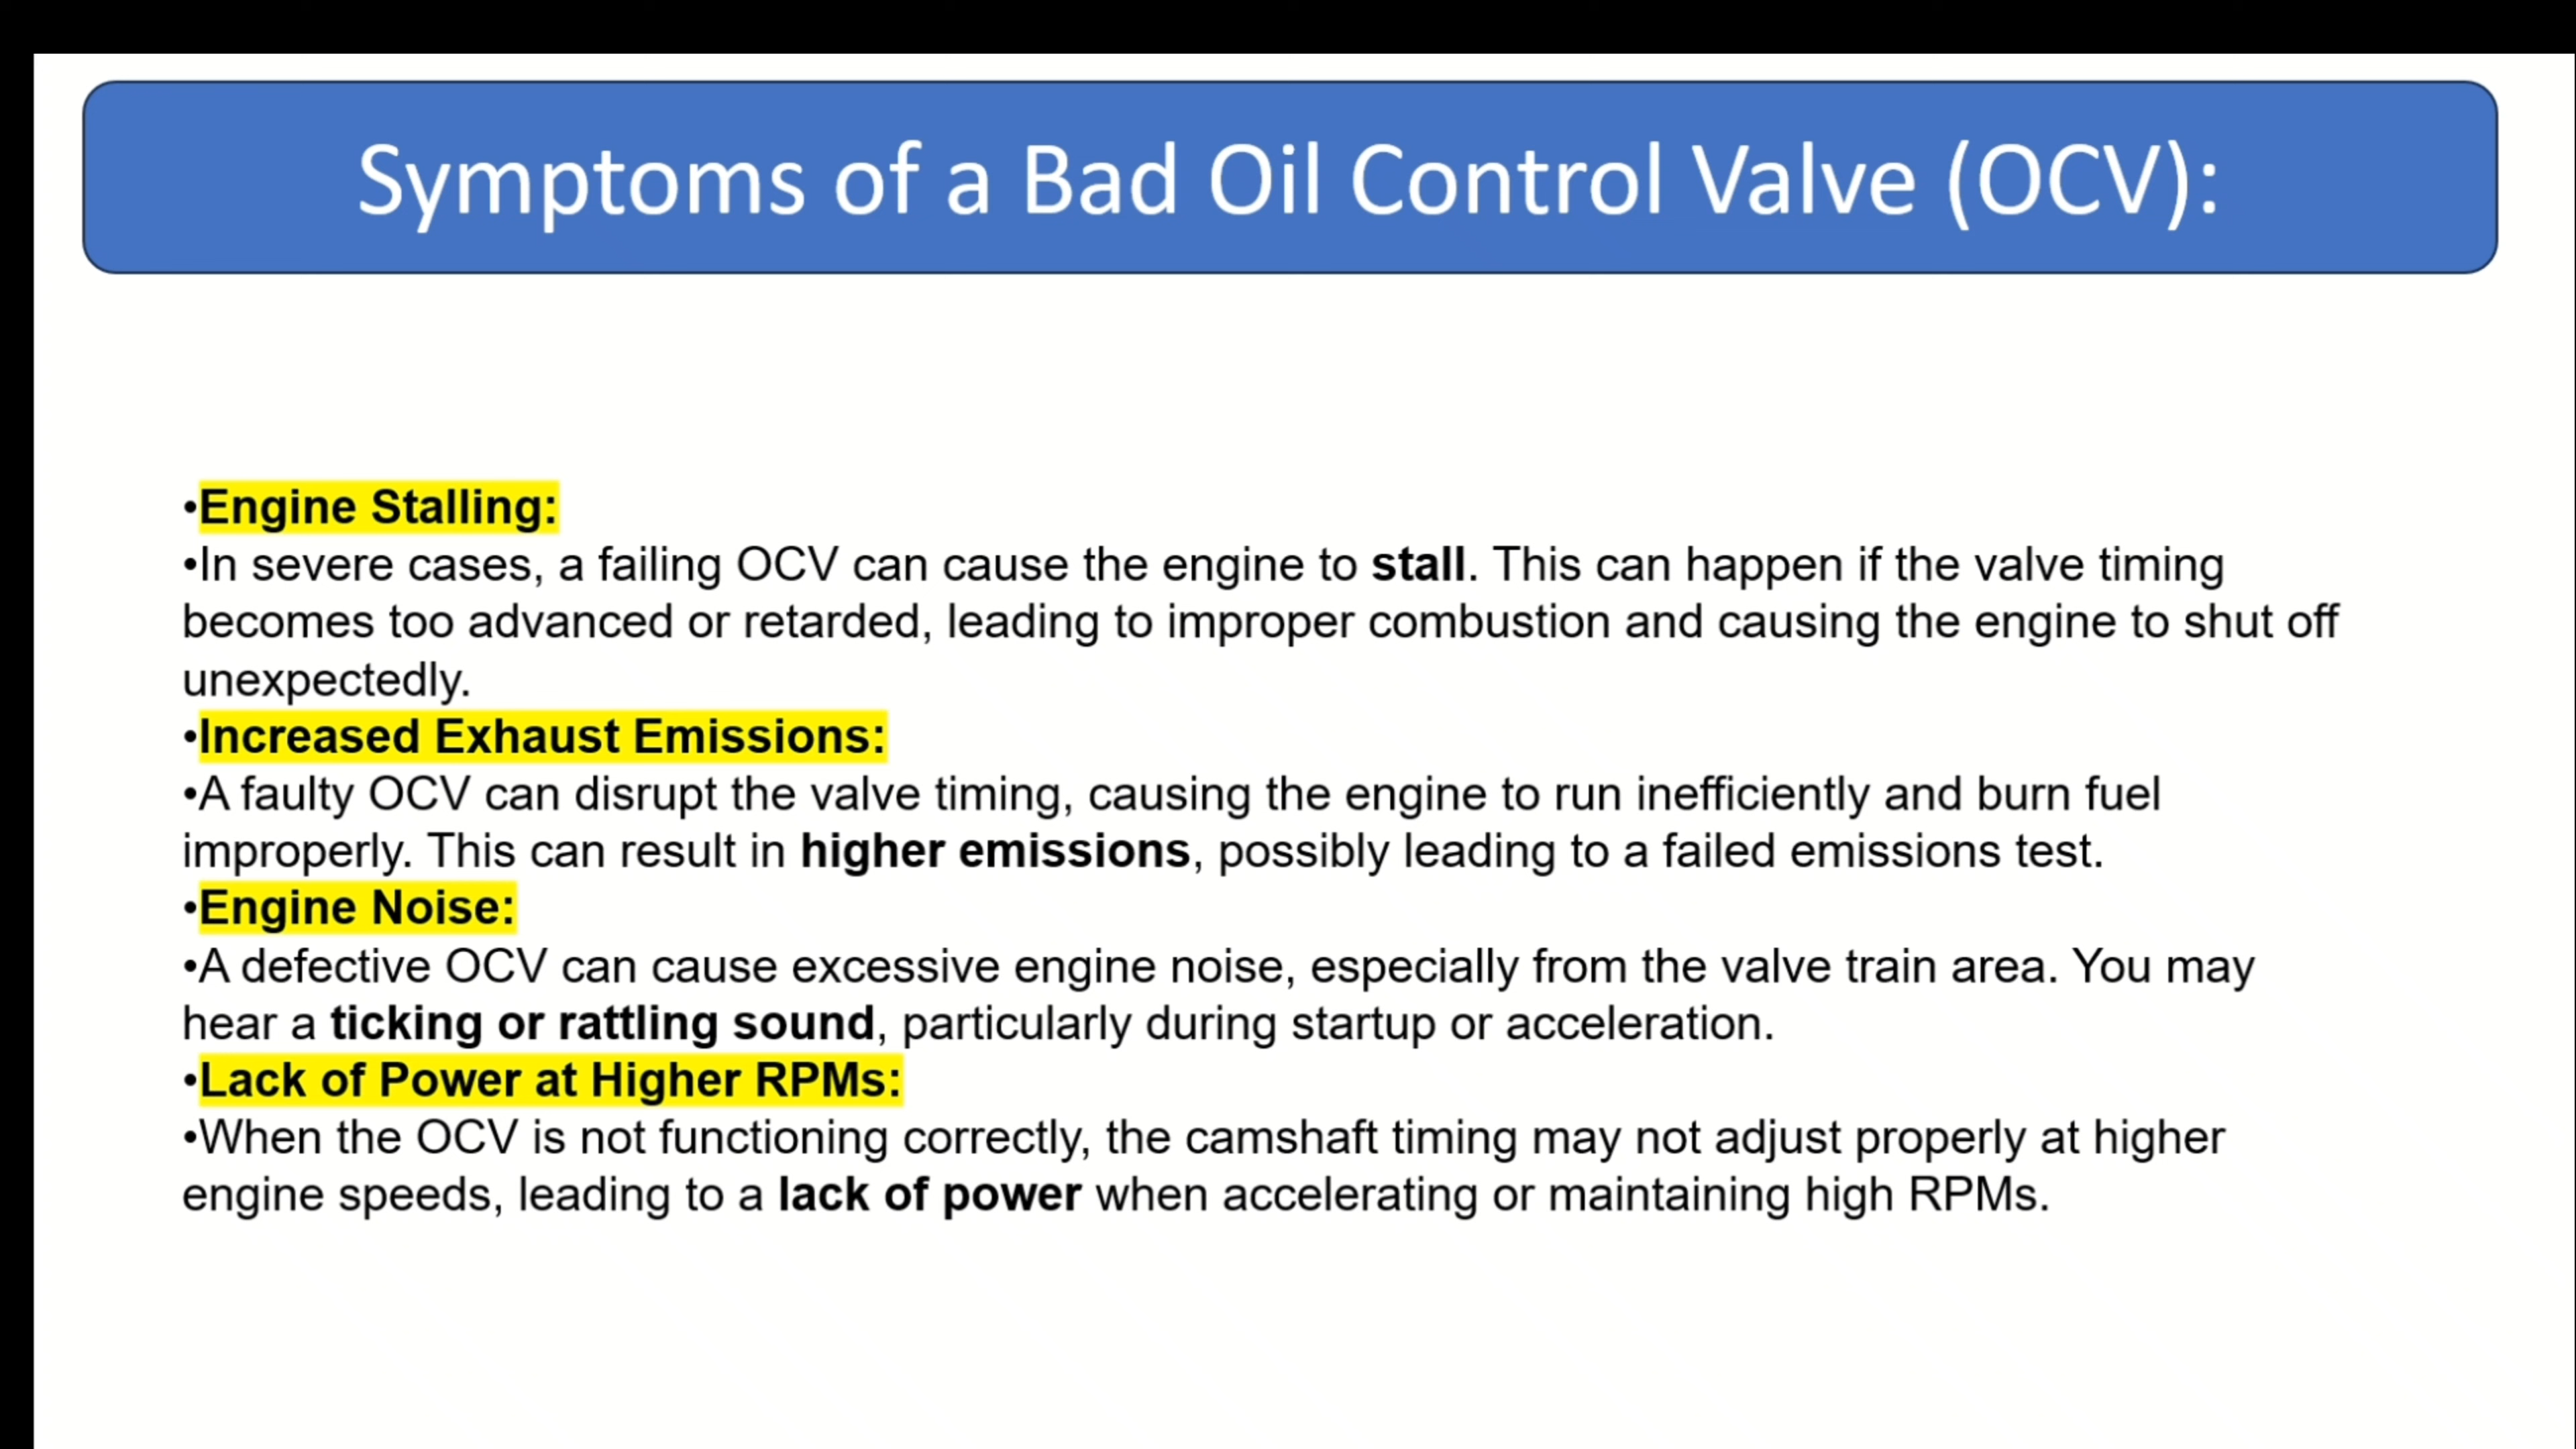 Symptoms of a Bad Oil Control Valve (OCV):
•Engine Stalling:
•In severe cases, a failing OCV can cause the engine to stall. This can happen if the valve timing
becomes too advanced or retarded, leading to improper combustion and causing the engine to shut off
unexpectedly.
•Increased Exhaust Emissions:
•A faulty OCV can disrupt the valve timing, causing the engine to run inefficiently and burn fuel
improperly. This can result in higher emissions, possibly leading to a failed emissions test.
•Engine Noise:
•A defective OCV can cause excessive engine noise, especially from the valve train area. You may
hear a ticking or rattling sound, particularly during startup or acceleration.
•Lack of Power at Higher RPMs:
•When the OCV is not functioning correctly, the camshaft timing may not adjust properly at higher
engine speeds, leading to a lack of power when accelerating or maintaining high RPMs.